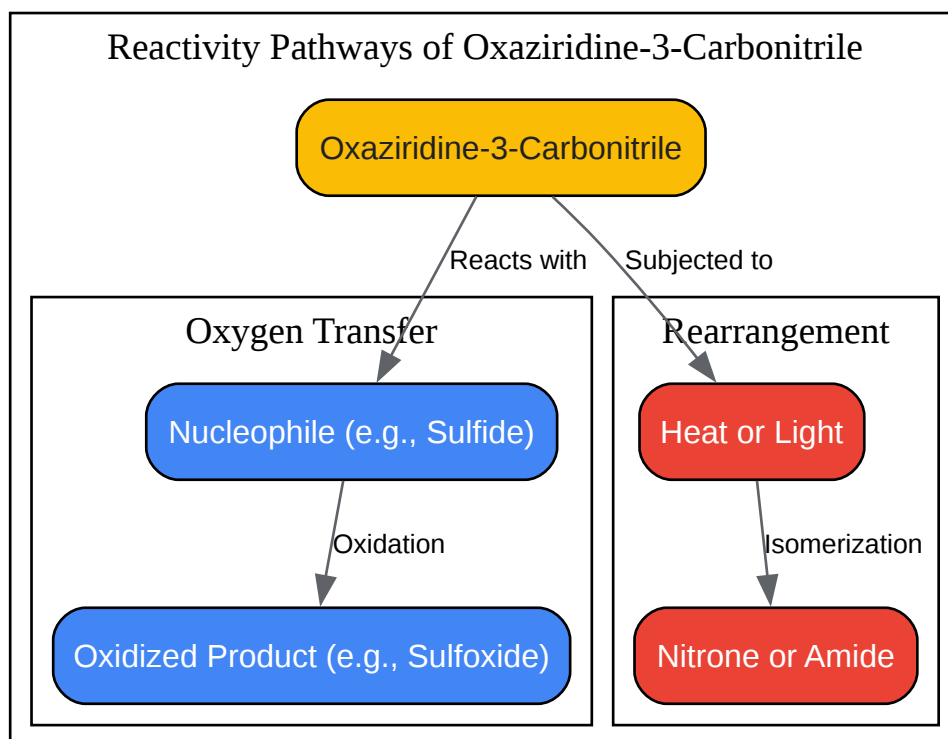 Reactivity Pathways of Oxaziridine-3-Carbonitrile
Oxaziridine-3-Carbonitrile
Reacts with
Subjected to
Oxygen Transfer
Rearrangement
Nucleophile (e.g., Sulfide)
Heat or Light
Oxidation
Isomerization
Oxidized Product (e.g., Sulfoxide)
Nitrone or Amide